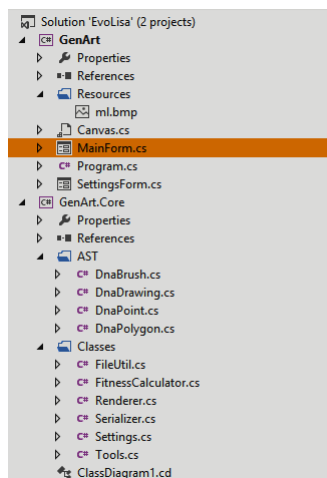 Solution 'EvoLisa' (2 projects)
C# GenArt
Properties
References
Resources
ml.bmp
Canvas.cs
MainForm.cs
C# Program.cs
SettingsForm.cs
C# GenArt.Core
Properties
References
AST
C# DnaBrush.cs
C# DnaDrawing.cs
C# DnaPoint.cs
C# DnaPolygon.cs
Classes
C# FileUtil.cs
C# FitnessCalculator.cs
C# Renderer.cs
C# Serializer.cs
C# Settings.cs
C# Tools.cs
ClassDiagram1.cd